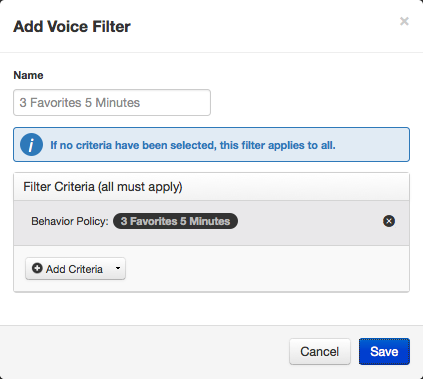 Add Voice Filter
×
Name
3 Favorites 5 Minutes
i If no criteria have been selected, this filter applies to all.
Filter Criteria (all must apply)
Behavior Policy: 3 Favorites 5 Minutes
Add Criteria
Cancel Save